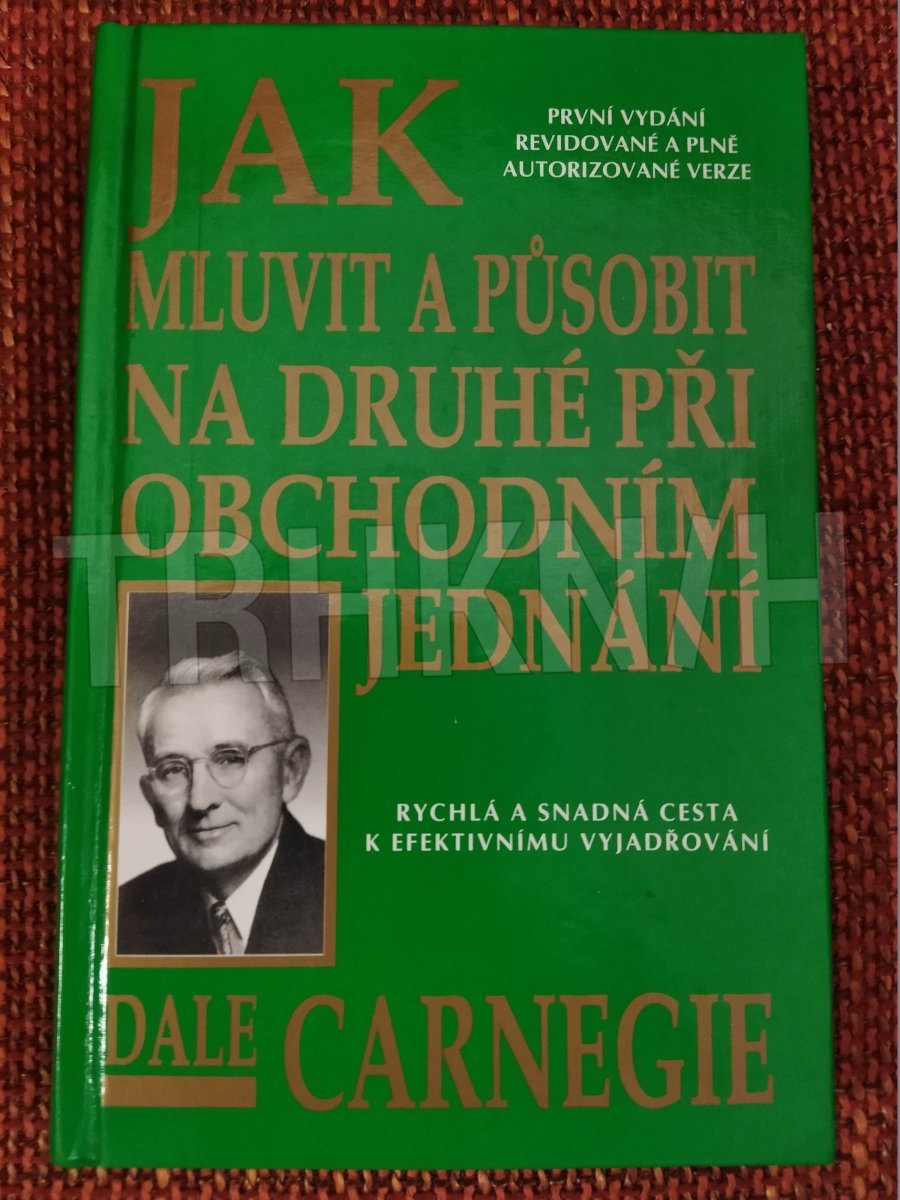 JAK
PRVNÍ VYDÁNÍ
REVIDOVANÉ A PLNĚ
AUTORIZOVANÉ VERZE
MLUVIT A PŮSOBIT
NA DRUHÉ PŘI
OBCHODNÍM
JEDNÁNÍ
TRHKNIH
RYCHLÁ A SNADNÁ CESTA
K EFEKTIVNÍMU VYJADŘOVÁNÍ
DALE CARNEGIE